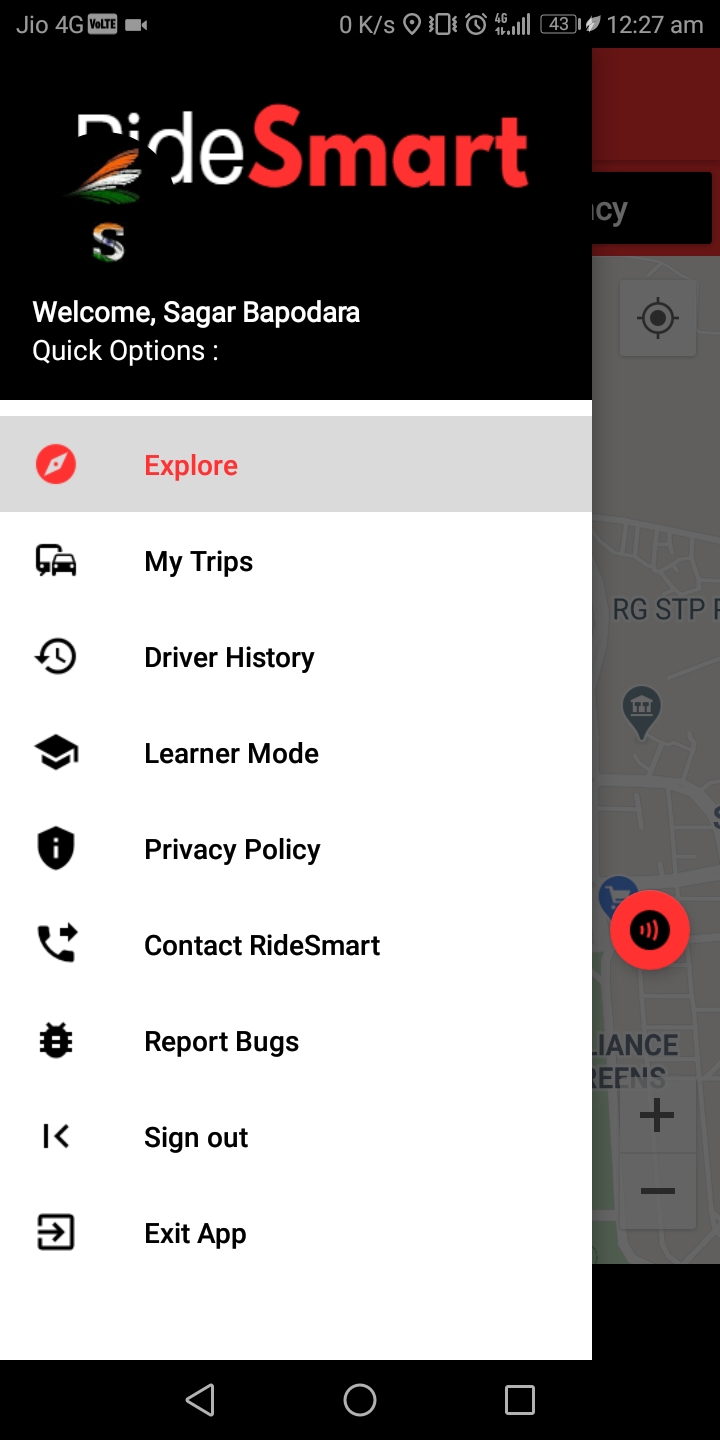 Jio 4G VoLTE 0 K/s 4G 43 12:27 am
RideSmart
S
Welcome, Sagar Bapodara
Quick Options :
Explore
My Trips
Driver History
Learner Mode
Privacy Policy
Contact RideSmart
Report Bugs
Sign out
Exit App
cy
RG STP
LIANCE
REENS